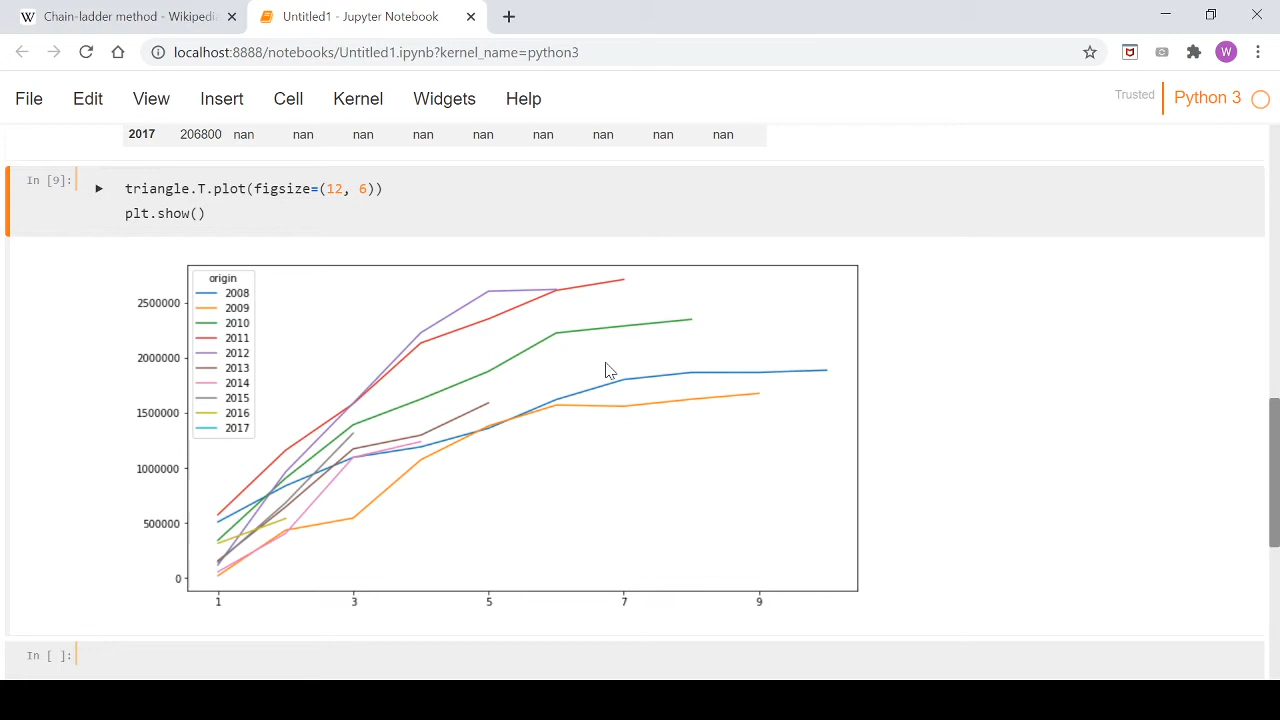 Chain-ladder method - Wikipedi
Untitled1 - Jupyter Notebook
localhost:8888/notebooks/Untitled1.ipynb?kernel_name=python3
W
File Edit View Insert Cell Kernel Widgets Help
Trusted
Python 3
2017 206800 nan nan nan nan nan nan nan nan nan
In [9]:
triangle.T.plot(figsize=(12, 6))
plt.show()
origin
2008
2009
2010
2011
2012
2013
2014
2015
2016
2017
2500000
2000000
1500000
1000000
500000
0
1 3 5 7 9
In [ ]: